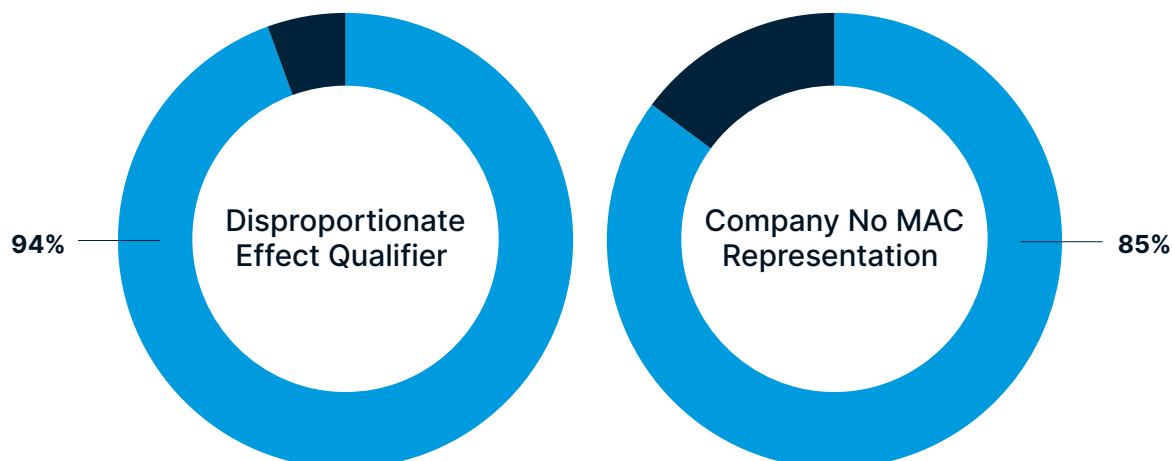 Disproportionate
Effect Qualifier
94%
Company No MAC
Representation
85%